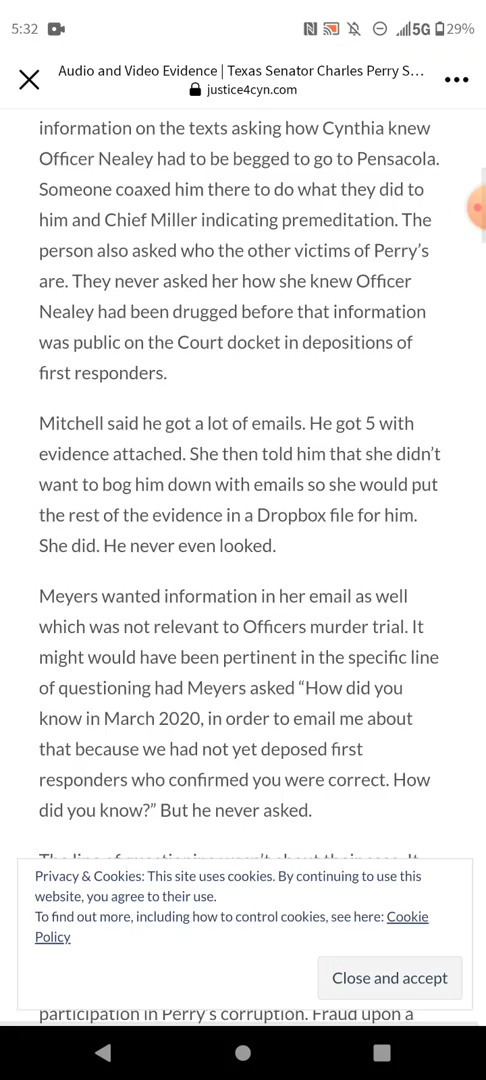 5:32
5G 29%
Audio and Video Evidence | Texas Senator Charles Perry S...
justice4cyn.com
information on the texts asking how Cynthia knew
Officer Nealey had to be begged to go to Pensacola.
Someone coaxed him there to do what they did to
him and Chief Miller indicating premeditation. The
person also asked who the other victims of Perry's
are. They never asked her how she knew Officer
Nealey had been drugged before that information
was public on the Court docket in depositions of
first responders.
Mitchell said he got a lot of emails. He got 5 with
evidence attached. She then told him that she didn't
want to bog him down with emails so she would put
the rest of the evidence in a Dropbox file for him.
She did. He never even looked.
Meyers wanted information in her email as well
which was not relevant to Officers murder trial. It
might would have been pertinent in the specific line
of questioning had Meyers asked “How did you
know in March 2020, in order to email me about
that because we had not yet deposed first
responders who confirmed you were correct. How
did you know?” But he never asked.
The line of questioning wasn't about their case. It
Privacy & Cookies: This site uses cookies. By continuing to use this
website, you agree to their use.
To find out more, including how to control cookies, see here: Cookie
Policy
Close and accept
participation in Perry's corruption. Fraud upon a